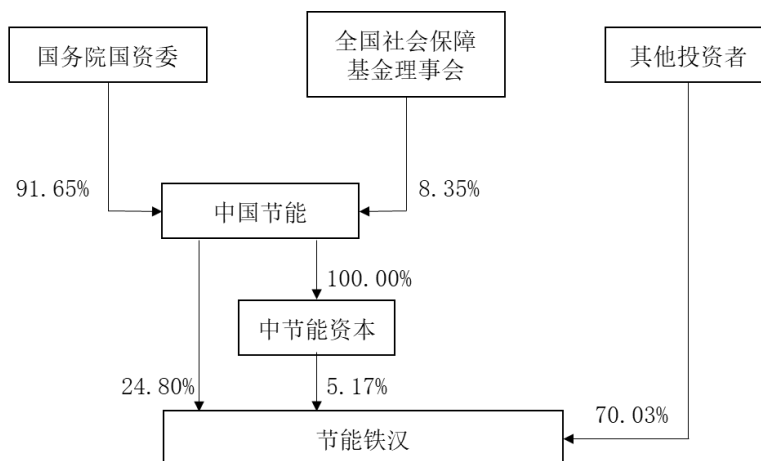 国务院国资委
全国社会保障
基金理事会
其他投资者
91.65%
8.35%
中国节能
100.00%
中节能资本
24.80%
5.17%
70.03%
节能铁汉